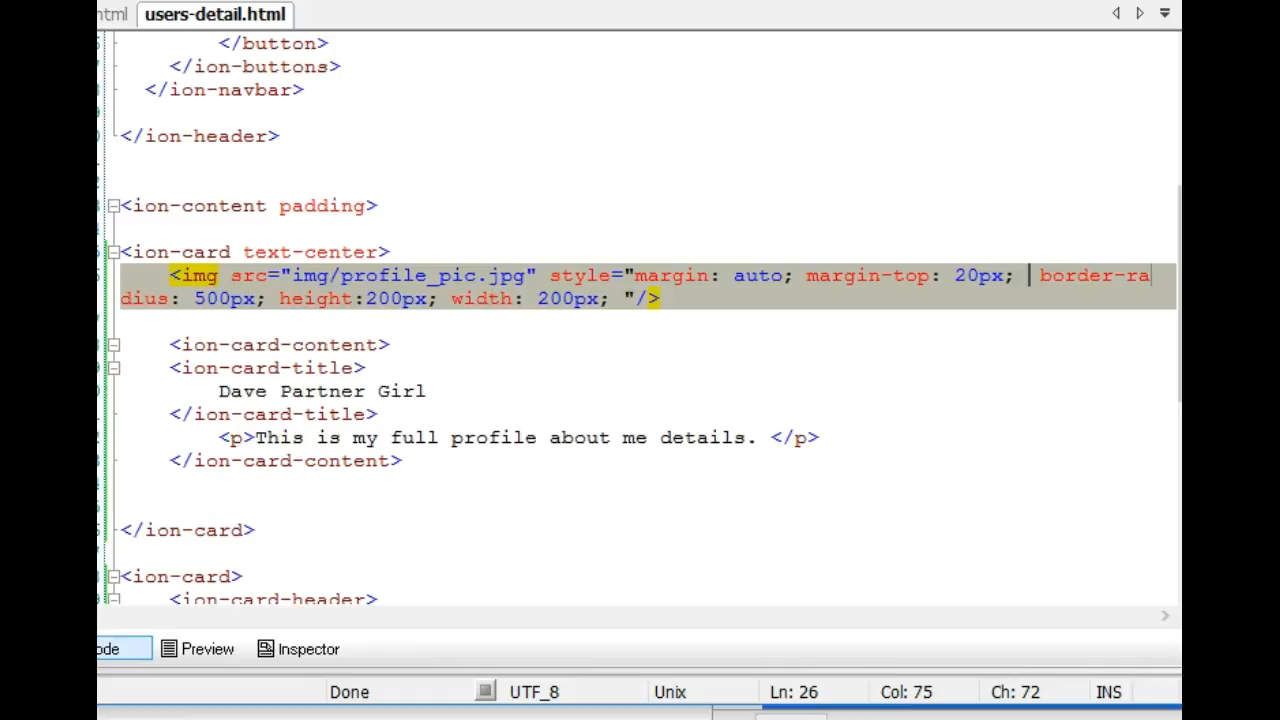 html users-detail.html
</button>
</ion-buttons>
</ion-navbar>
</ion-header>
<ion-content padding>
<ion-card text-center>
<img src="img/profile_pic.jpg" style="margin: auto; margin-top: 20px; border-ra
dius: 500px; height:200px; width: 200px; "/>
<ion-card-content>
<ion-card-title>
Dave Partner Girl
</ion-card-title>
<p>This is my full profile about me details. </p>
</ion-card-content>
</ion-card>
<ion-card>
<ion-card-header>
ode Preview Inspector
Done UTF_8 Unix Ln: 26 Col: 75 Ch: 72 INS